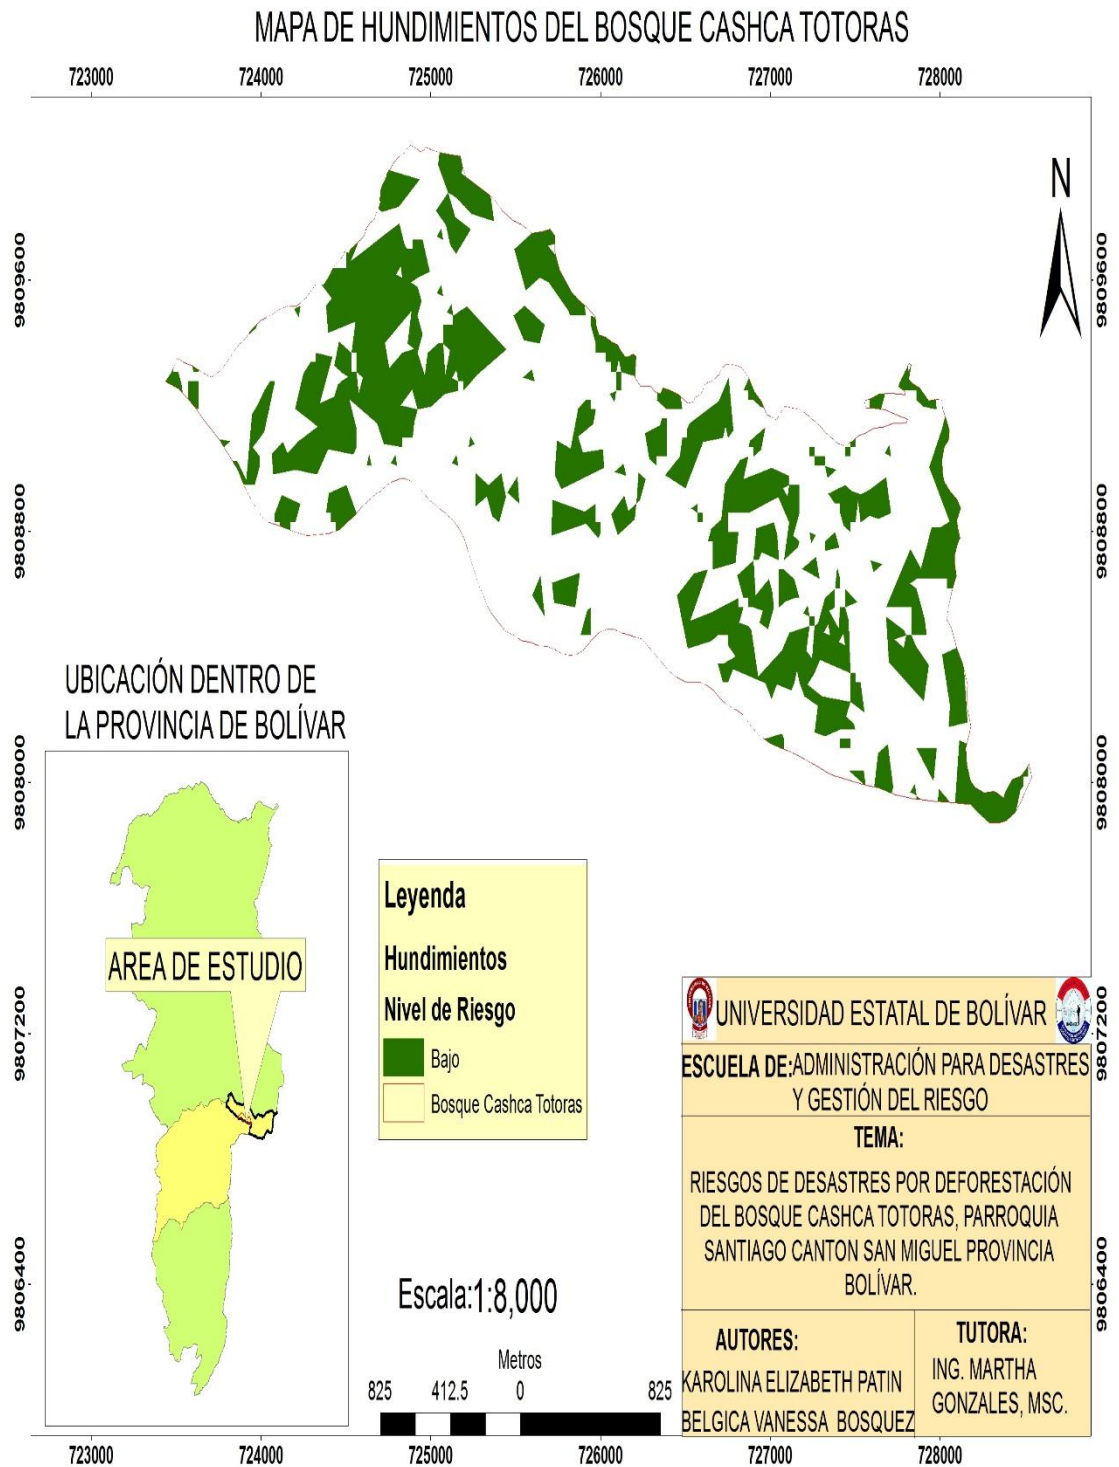 MAPA DE HUNDIMIENTOS DEL BOSQUE CASHCA TOTORAS
723000 724000 725000 726000 727000 728000
N
9809600 9809600
9808800 9808800
UBICACIÓN DENTRO DE
LA PROVINCIA DE BOLÍVAR
9808000 9808000
AREA DE ESTUDIO
Leyenda
Hundimientos
Nivel de Riesgo
Bajo
Bosque Cashca Totoras
9807200 9807200
UNIVERSIDAD ESTATAL DE BOLÍVAR
ESCUELA DE:ADMINISTRACIÓN PARA DESASTRES
Y GESTIÓN DEL RIESGO
TEMA:
RIESGOS DE DESASTRES POR DEFORESTACIÓN
DEL BOSQUE CASHCA TOTORAS, PARROQUIA
SANTIAGO CANTON SAN MIGUEL PROVINCIA
BOLÍVAR.
9806400 9806400
Escala:1:8,000
Metros
825 412.5 0 825
AUTORES:
KAROLINA ELIZABETH PATIN
BELGICA VANESSA BOSQUEZ
TUTORA:
ING. MARTHA
GONZALES, MSC.
723000 724000 725000 726000 727000 728000